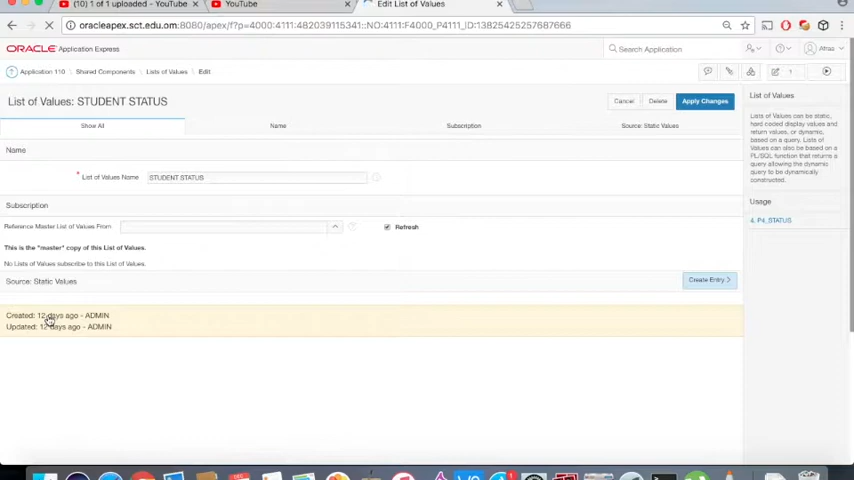 (10) 1 of 1 uploaded - YouTube
YouTube
Edit List of Values
oracleapex.sct.edu.om:8080/apex/f?p=4000:4111:482039115341::NO:4111:F4000_P4111_ID:13825425257687666
ORACLE Application Express
Search Application
Afraa
Application 110
Shared Components
Lists of Values
Edit
1
List of Values: STUDENT STATUS
Cancel
Delete
Apply Changes
Show All
Name
Subscription
Source: Static Values
Name
* List of Values Name
STUDENT STATUS
Subscription
Reference Master List of Values From
Refresh
This is the "master" copy of this List of Values.
No Lists of Values subscribe to this List of Values.
Source: Static Values
Create Entry
Created: 12 days ago - ADMIN
Updated: 12 days ago - ADMIN
List of Values
Lists of Values can be static,
hard coded display values and
return values, or dynamic,
based on a query. Lists of
Values can also be based on a
PL/SQL function that returns a
query allowing the dynamic
query to be dynamically
constructed.
Usage
4. P4_STATUS